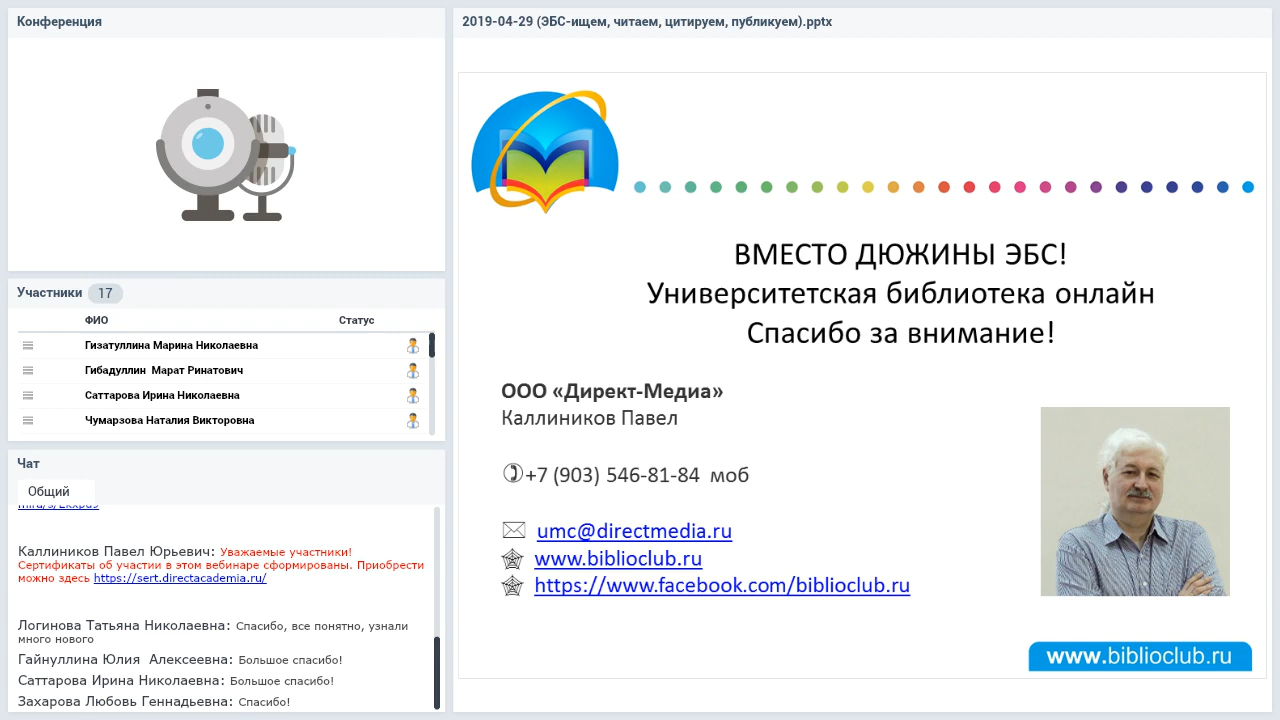 Конференция
Участники 17
ФИО Статус
Гизатуллина Марина Николаевна
Гибадуллин Марат Ринатович
Саттарова Ирина Николаевна
Чумарзова Наталия Викторовна
Чат
Общий
Каллиников Павел Юрьевич: Уважаемые участники!
Сертификаты об участии в этом вебинаре сформированы. Приобрести
можно здесь https://sert.directacademia.ru/
Логинова Татьяна Николаевна: Спасибо, все понятно, узнали
много нового
Гайнуллина Юлия Алексеевна: Большое спасибо!
Саттарова Ирина Николаевна: Большое спасибо!
Захарова Любовь Геннадьевна: Спасибо!
2019-04-29 (ЭБС-ищем, читаем, цитируем, публикуем).pptx
ВМЕСТО ДЮЖИНЫ ЭБС!
Университетская библиотека онлайн
Спасибо за внимание!
ООО «Директ-Медиа»
Каллиников Павел
+7 (903) 546-81-84 моб
umc@directmedia.ru
www.biblioclub.ru
https://www.facebook.com/biblioclub.ru
www.biblioclub.ru